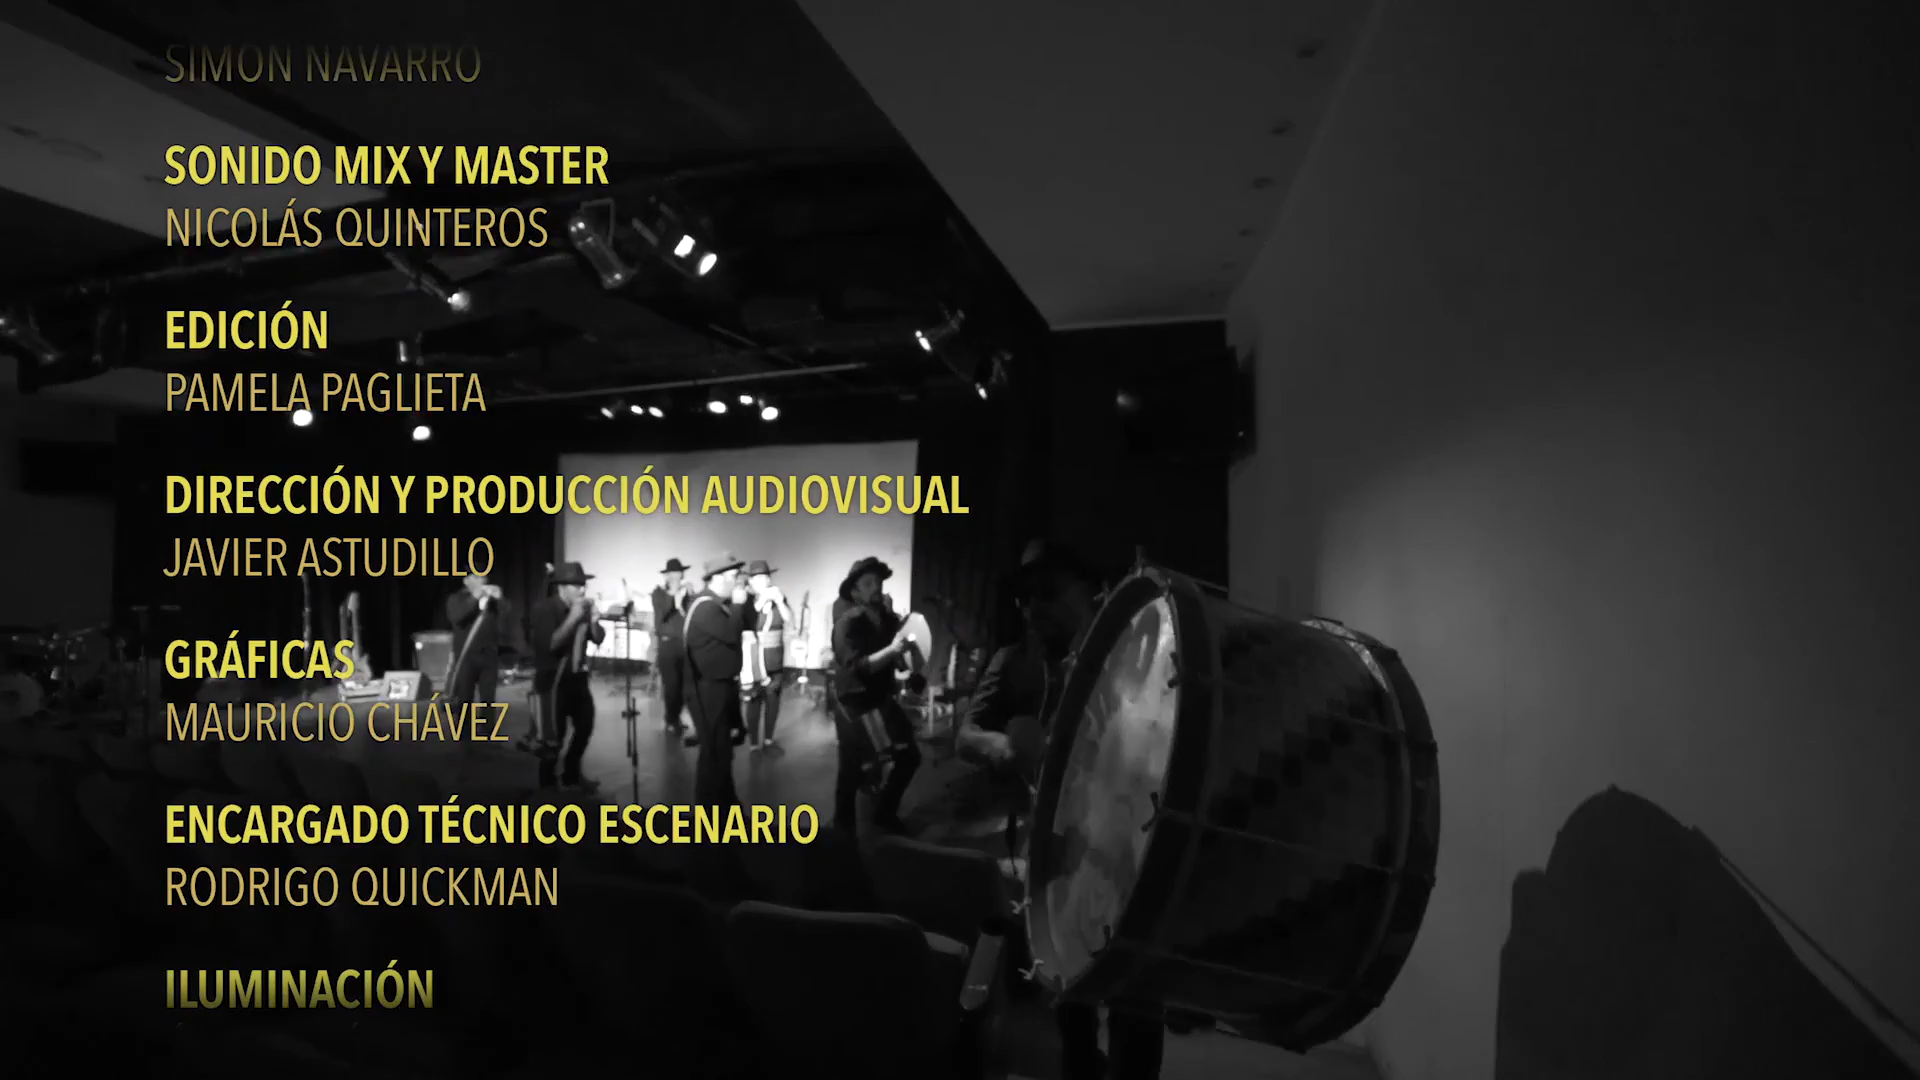 SIMON NAVARRO
SONIDO MIX Y MASTER
NICOLÁS QUINTEROS
EDICIÓN
PAMELA PAGLIETA
DIRECCIÓN Y PRODUCCIÓN AUDIOVISUAL
JAVIER ASTUDILLO
GRÁFICAS
MAURICIO CHÁVEZ
ENCARGADO TÉCNICO ESCENARIO
RODRIGO QUICKMAN
ILUMINACIÓN